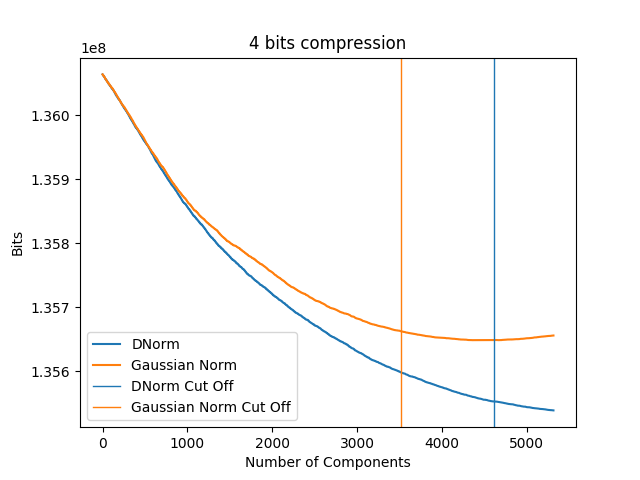 4 bits compression
1e8
1.360
1.359
1.358
1.357
1.356
Bits
DNorm
Gaussian Norm
DNorm Cut Off
Gaussian Norm Cut Off
0 1000 2000 3000 4000 5000
Number of Components